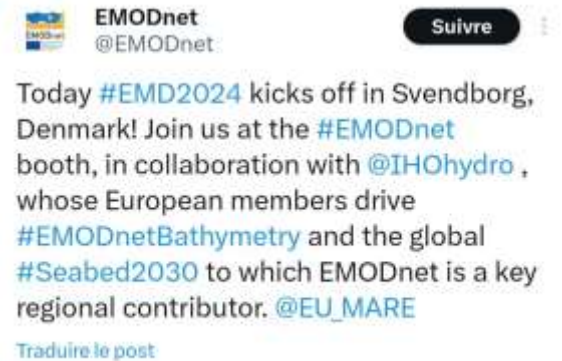 EMODnet
@EMODnet
Suivre
Today #EMD2024 kicks off in Svendborg,
Denmark! Join us at the #EMODnet
booth, in collaboration with @IHOhydro ,
whose European members drive
#EMODnetBathymetry and the global
#Seabed2030 to which EMODnet is a key
regional contributor. @EU_MARE
Traduire le post